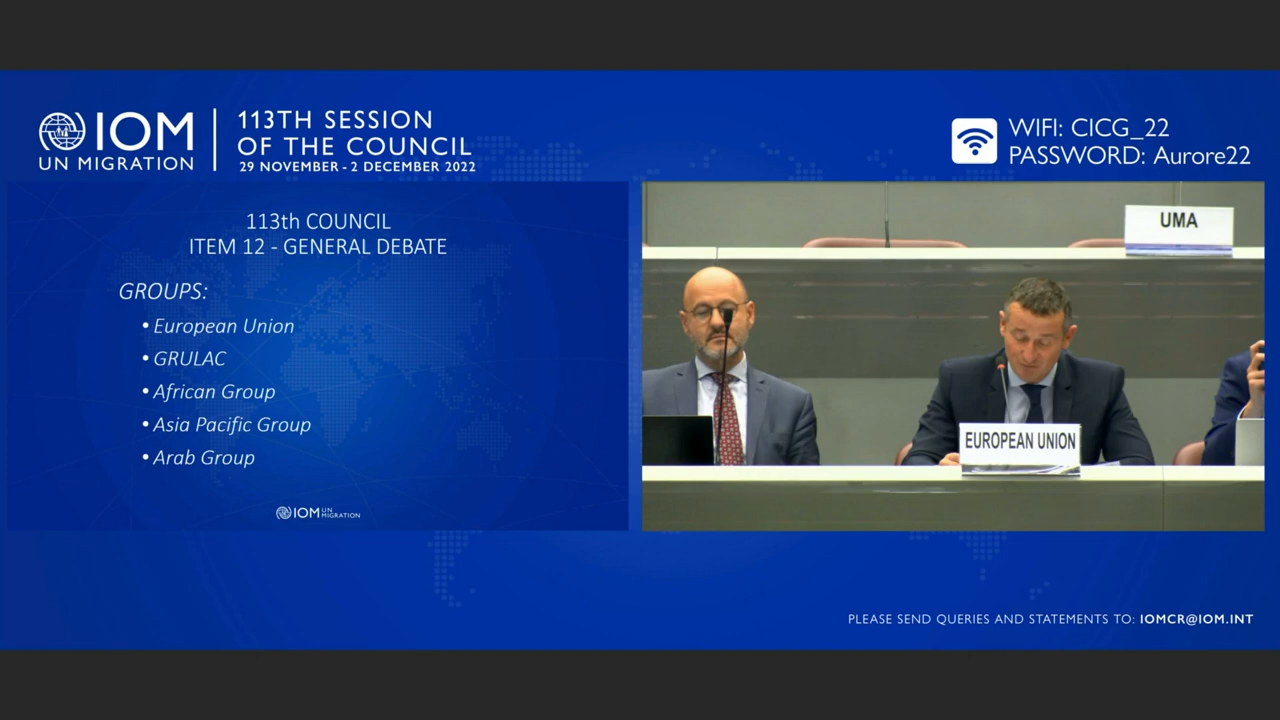 IOM
UN MIGRATION
113TH SESSION
OF THE COUNCIL
29 NOVEMBER - 2 DECEMBER 2022
WIFI: CICG_22
PASSWORD: Aurore22
113th COUNCIL
ITEM 12 - GENERAL DEBATE
GROUPS:
• European Union
• GRULAC
• African Group
• Asia Pacific Group
• Arab Group
IOM UN
MIGRATION
UMA
EUROPEAN UNION
PLEASE SEND QUERIES AND STATEMENTS TO: IOMCR@IOM.INT